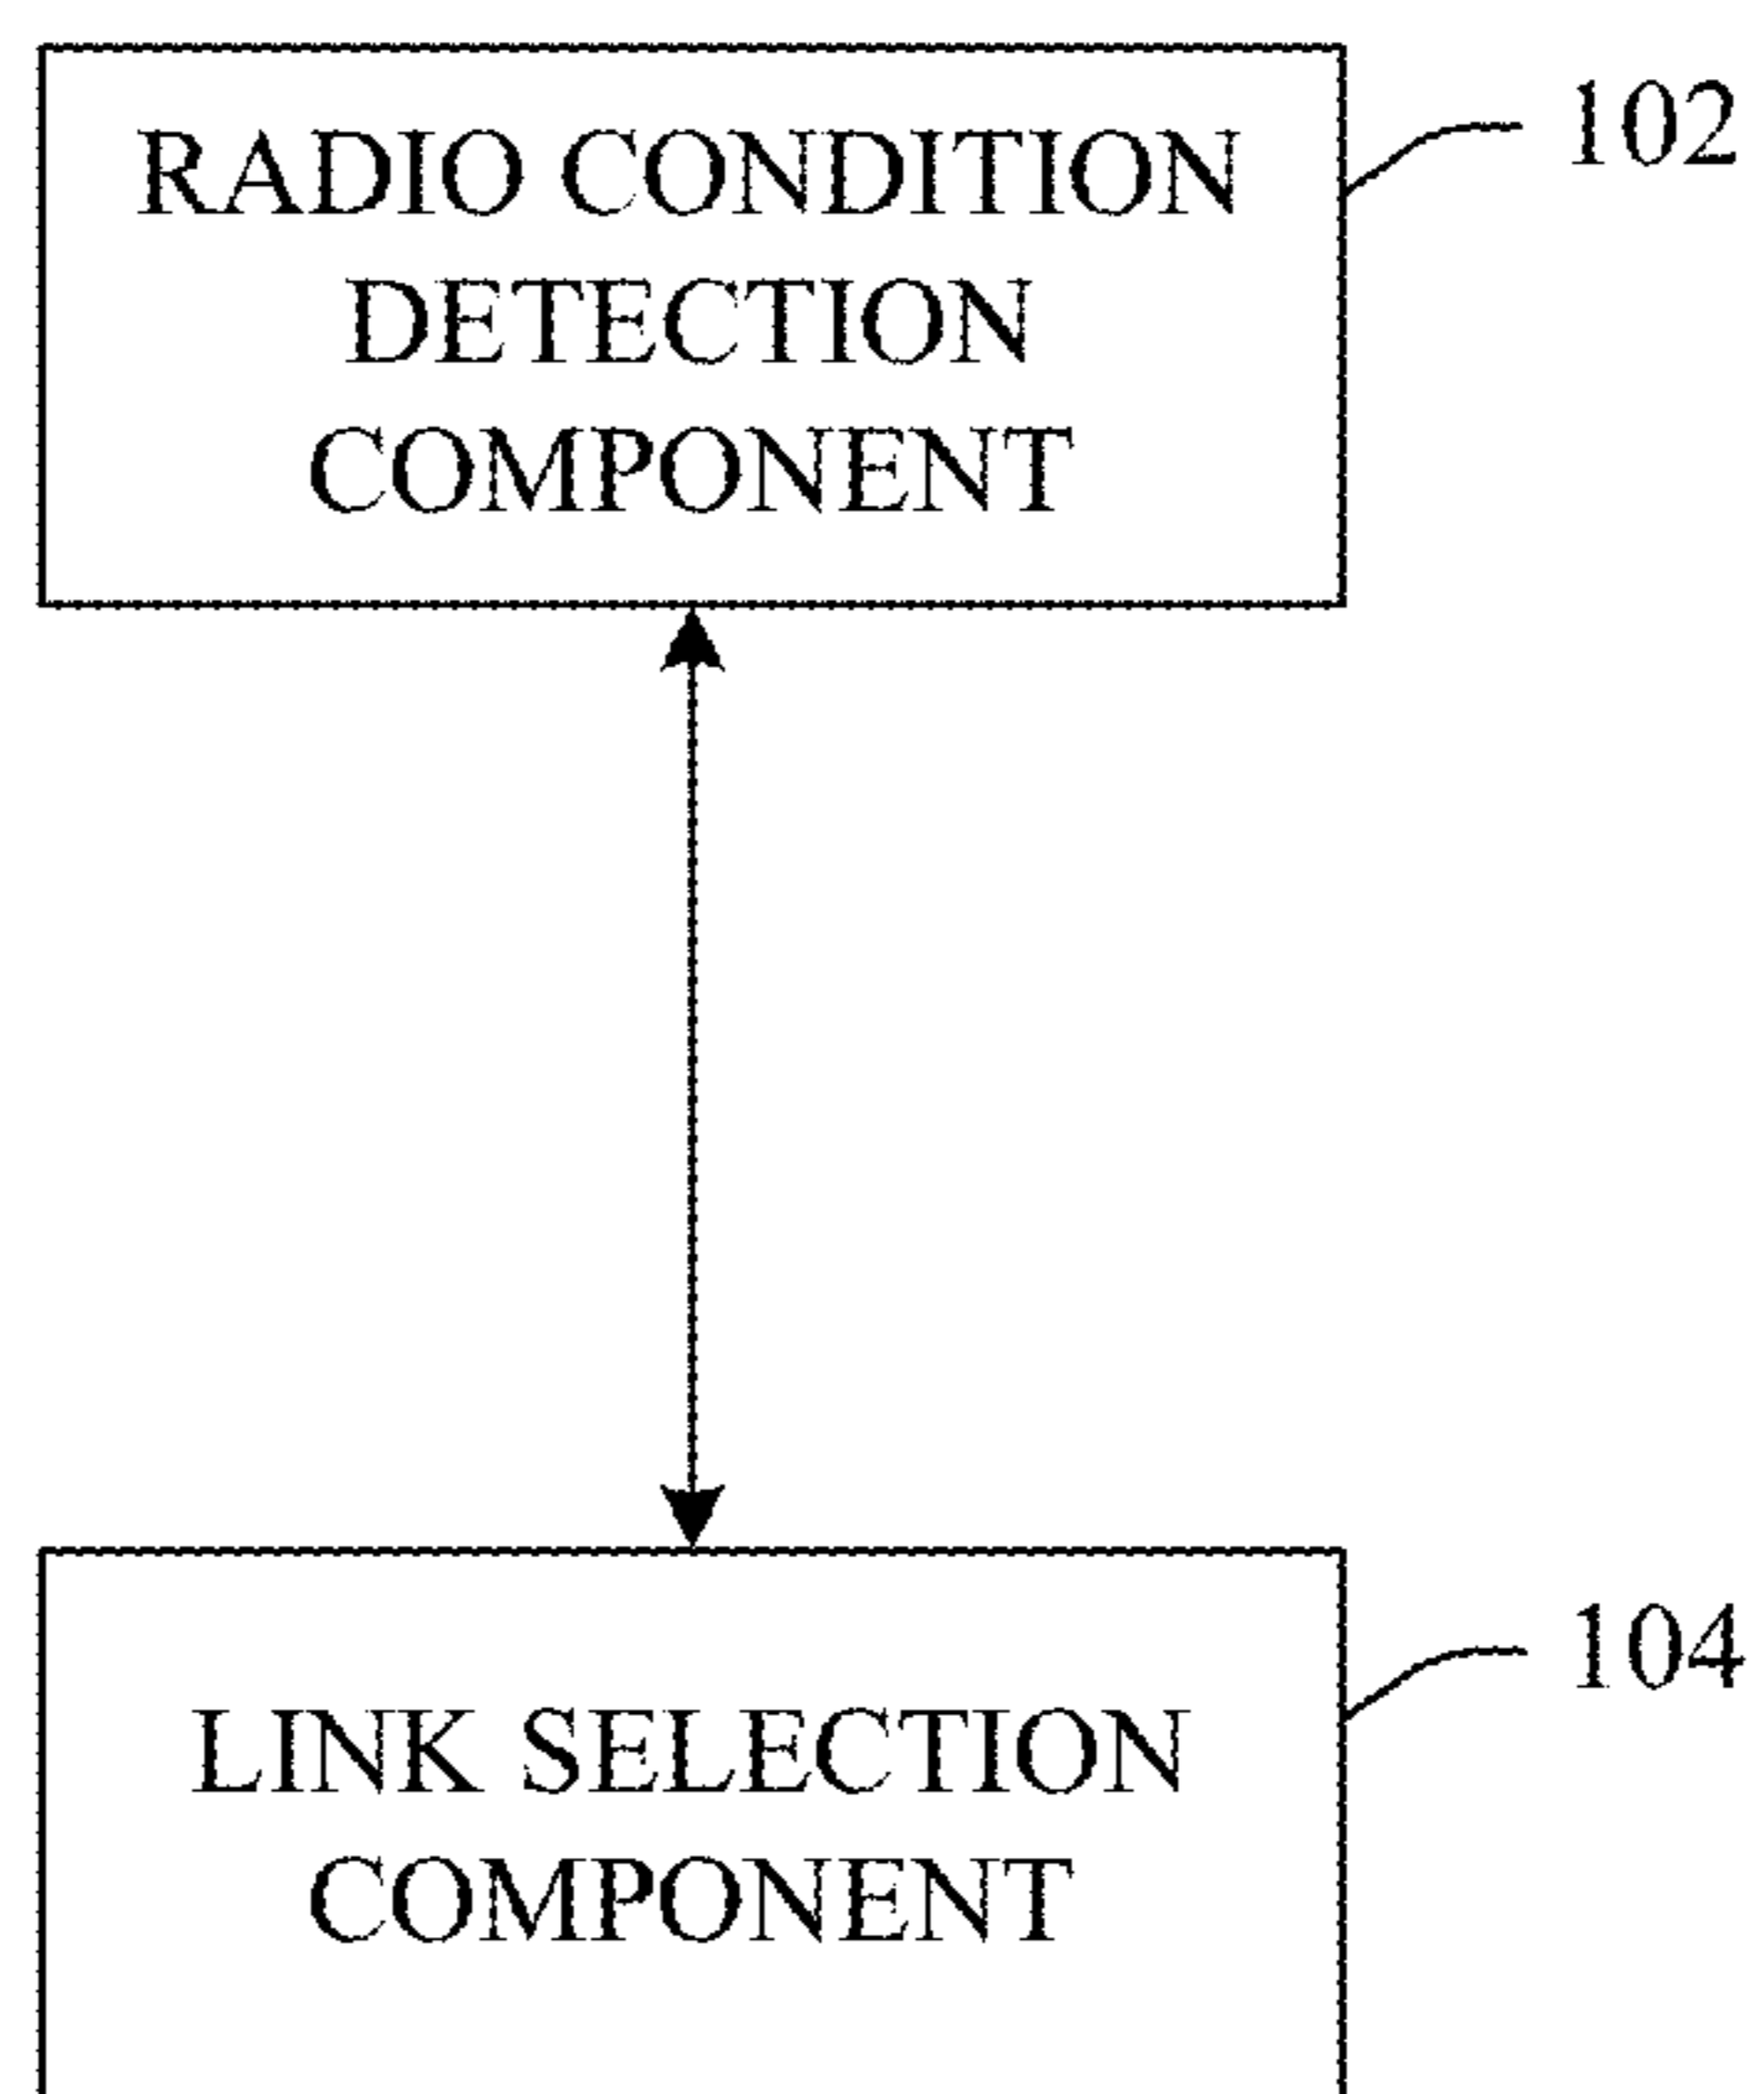 RADIO CONDITION
DETECTION
COMPONENT
102
LINK SELECTION
COMPONENT
104